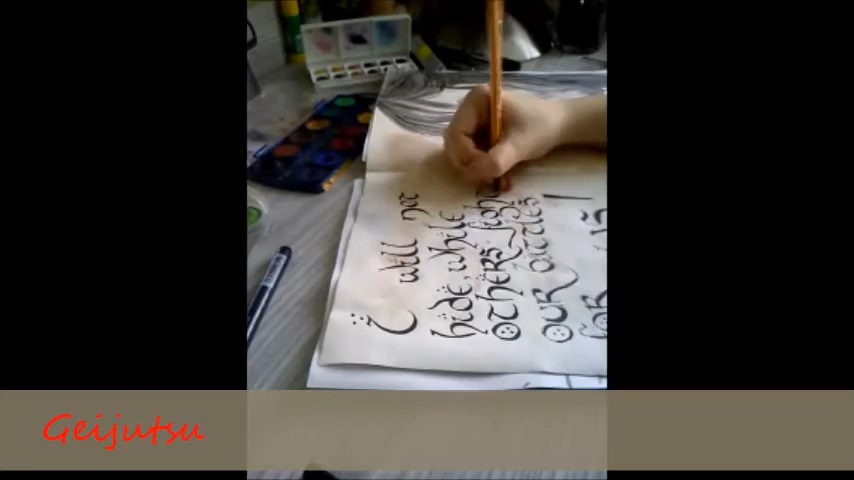 I will not
hide, while
others fight
our battles
for us
Geijutsu